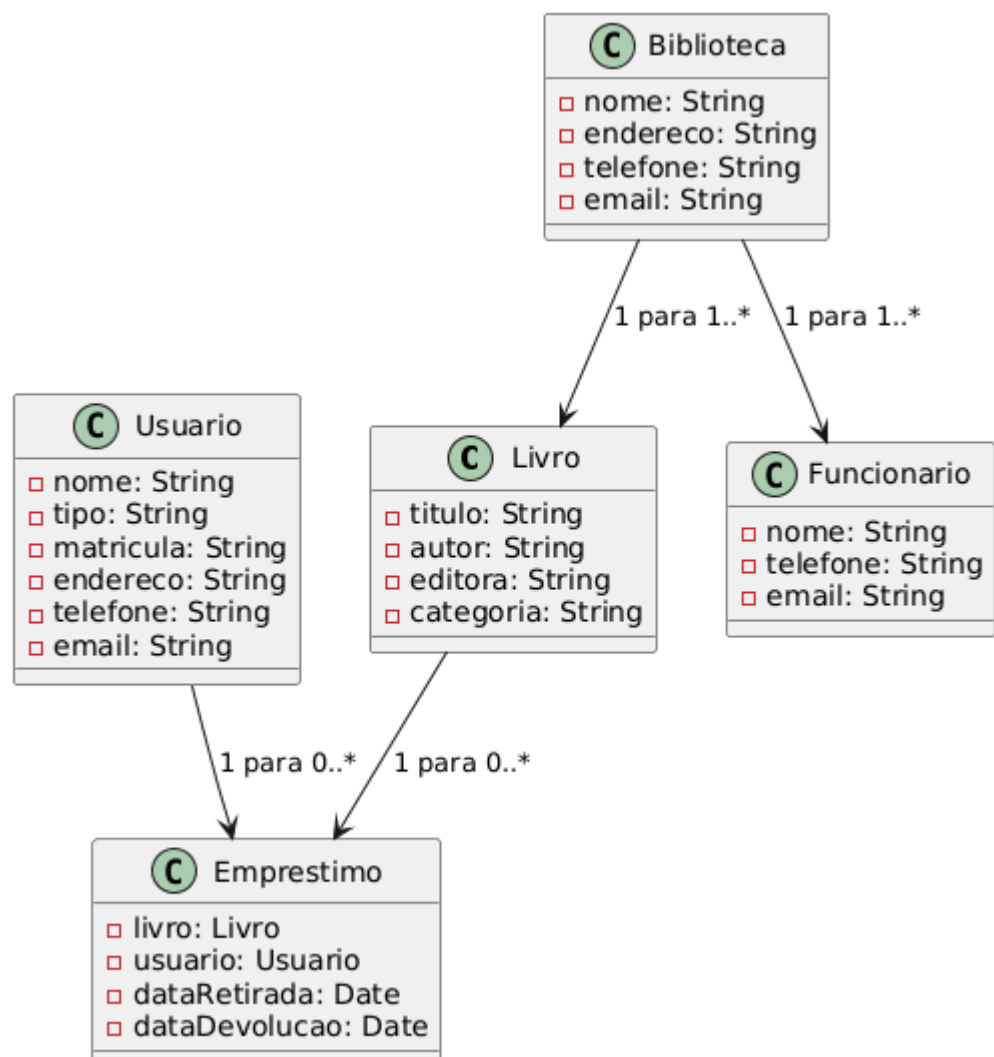 C Biblioteca
nome: String
endereco: String
telefone: String
email: String
1 para 1..*
1 para 1..*
C Usuario
nome: String
tipo: String
matricula: String
endereco: String
telefone: String
email: String
C Livro
titulo: String
autor: String
editora: String
categoria: String
C Funcionario
nome: String
telefone: String
email: String
1 para 0..*
1 para 0..*
C Emprestimo
livro: Livro
usuario: Usuario
dataRetirada: Date
dataDevolucao: Date